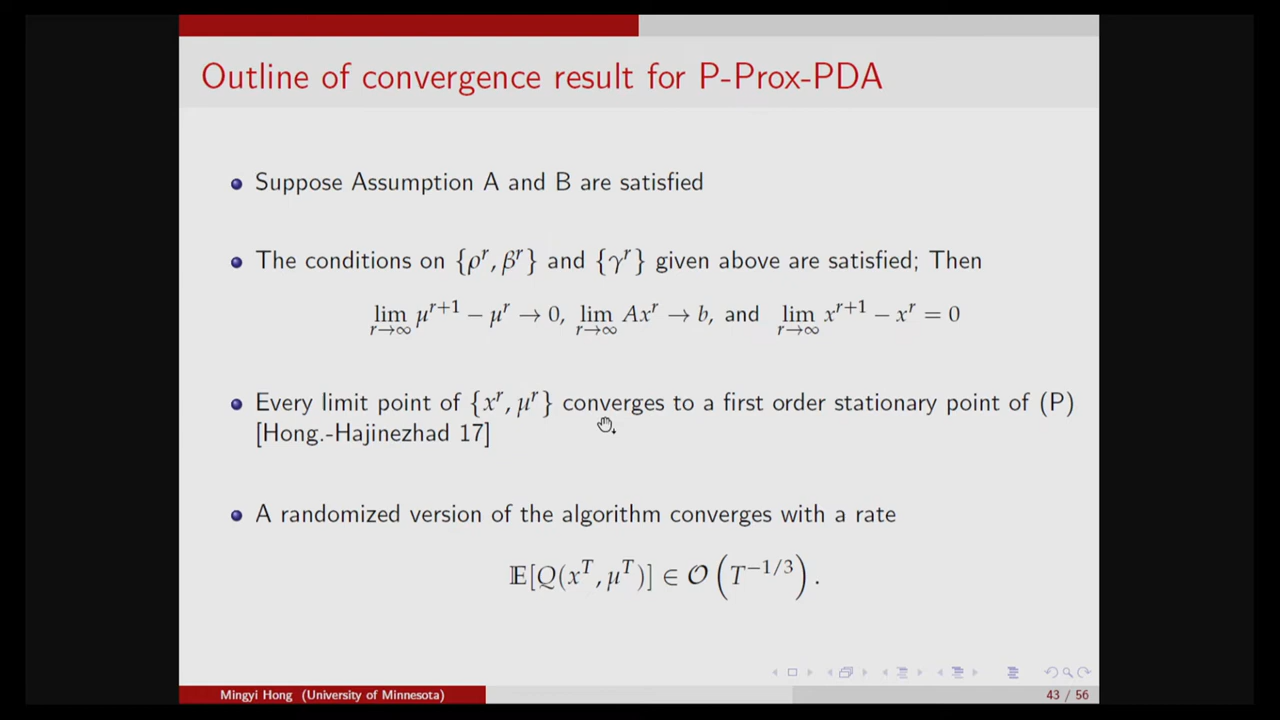 Outline of convergence result for P-Prox-PDA
Suppose Assumption A and B are satisfied
The conditions on {ρ^r, β^r} and {γ^r} given above are satisfied; Then
lim_{r→∞} μ^{r+1} − μ^r → 0, lim_{r→∞} Ax^r → b, and lim_{r→∞} x^{r+1} − x^r = 0
Every limit point of {x^r, μ^r} converges to a first order stationary point of (P)
[Hong.-Hajinezhad 17]
A randomized version of the algorithm converges with a rate
𝔼[Q(x^T, μ^T)] ∈ 𝒪(T^{−1/3}).
Mingyi Hong (University of Minnesota)
43 / 56